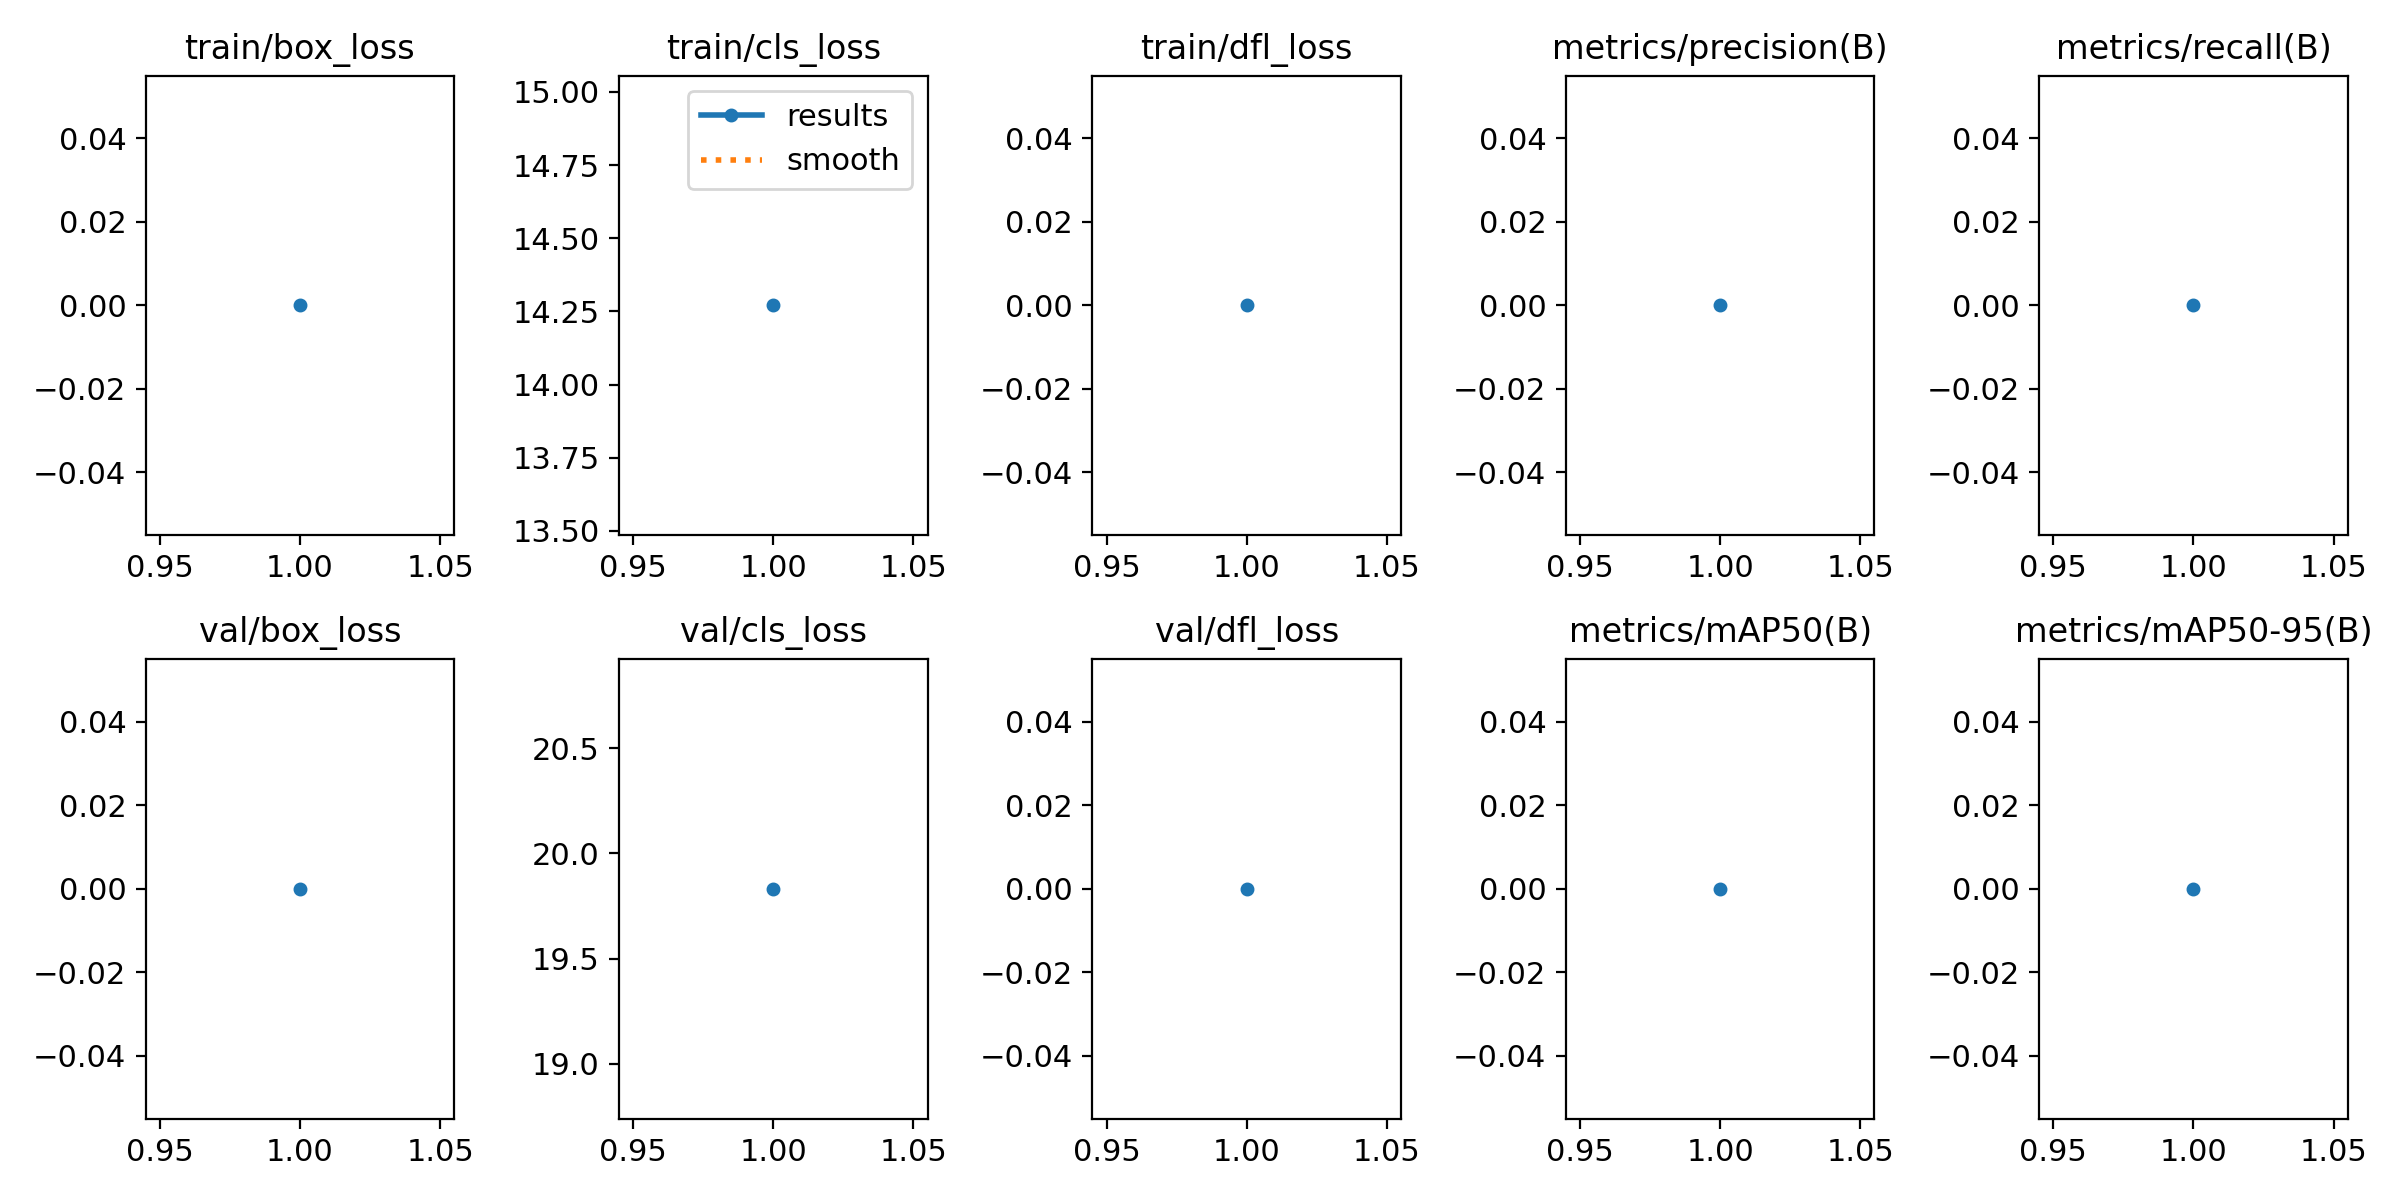 train/box_loss
0.04
0.02
0.00
−0.02
−0.04
0.95 1.00 1.05
train/cls_loss
results
smooth
15.00
14.75
14.50
14.25
14.00
13.75
13.50
0.95 1.00 1.05
train/dfl_loss
0.04
0.02
0.00
−0.02
−0.04
0.95 1.00 1.05
metrics/precision(B)
0.04
0.02
0.00
−0.02
−0.04
0.95 1.00 1.05
metrics/recall(B)
0.04
0.02
0.00
−0.02
−0.04
0.95 1.00 1.05
val/box_loss
0.04
0.02
0.00
−0.02
−0.04
0.95 1.00 1.05
val/cls_loss
20.5
20.0
19.5
19.0
0.95 1.00 1.05
val/dfl_loss
0.04
0.02
0.00
−0.02
−0.04
0.95 1.00 1.05
metrics/mAP50(B)
0.04
0.02
0.00
−0.02
−0.04
0.95 1.00 1.05
metrics/mAP50-95(B)
0.04
0.02
0.00
−0.02
−0.04
0.95 1.00 1.05